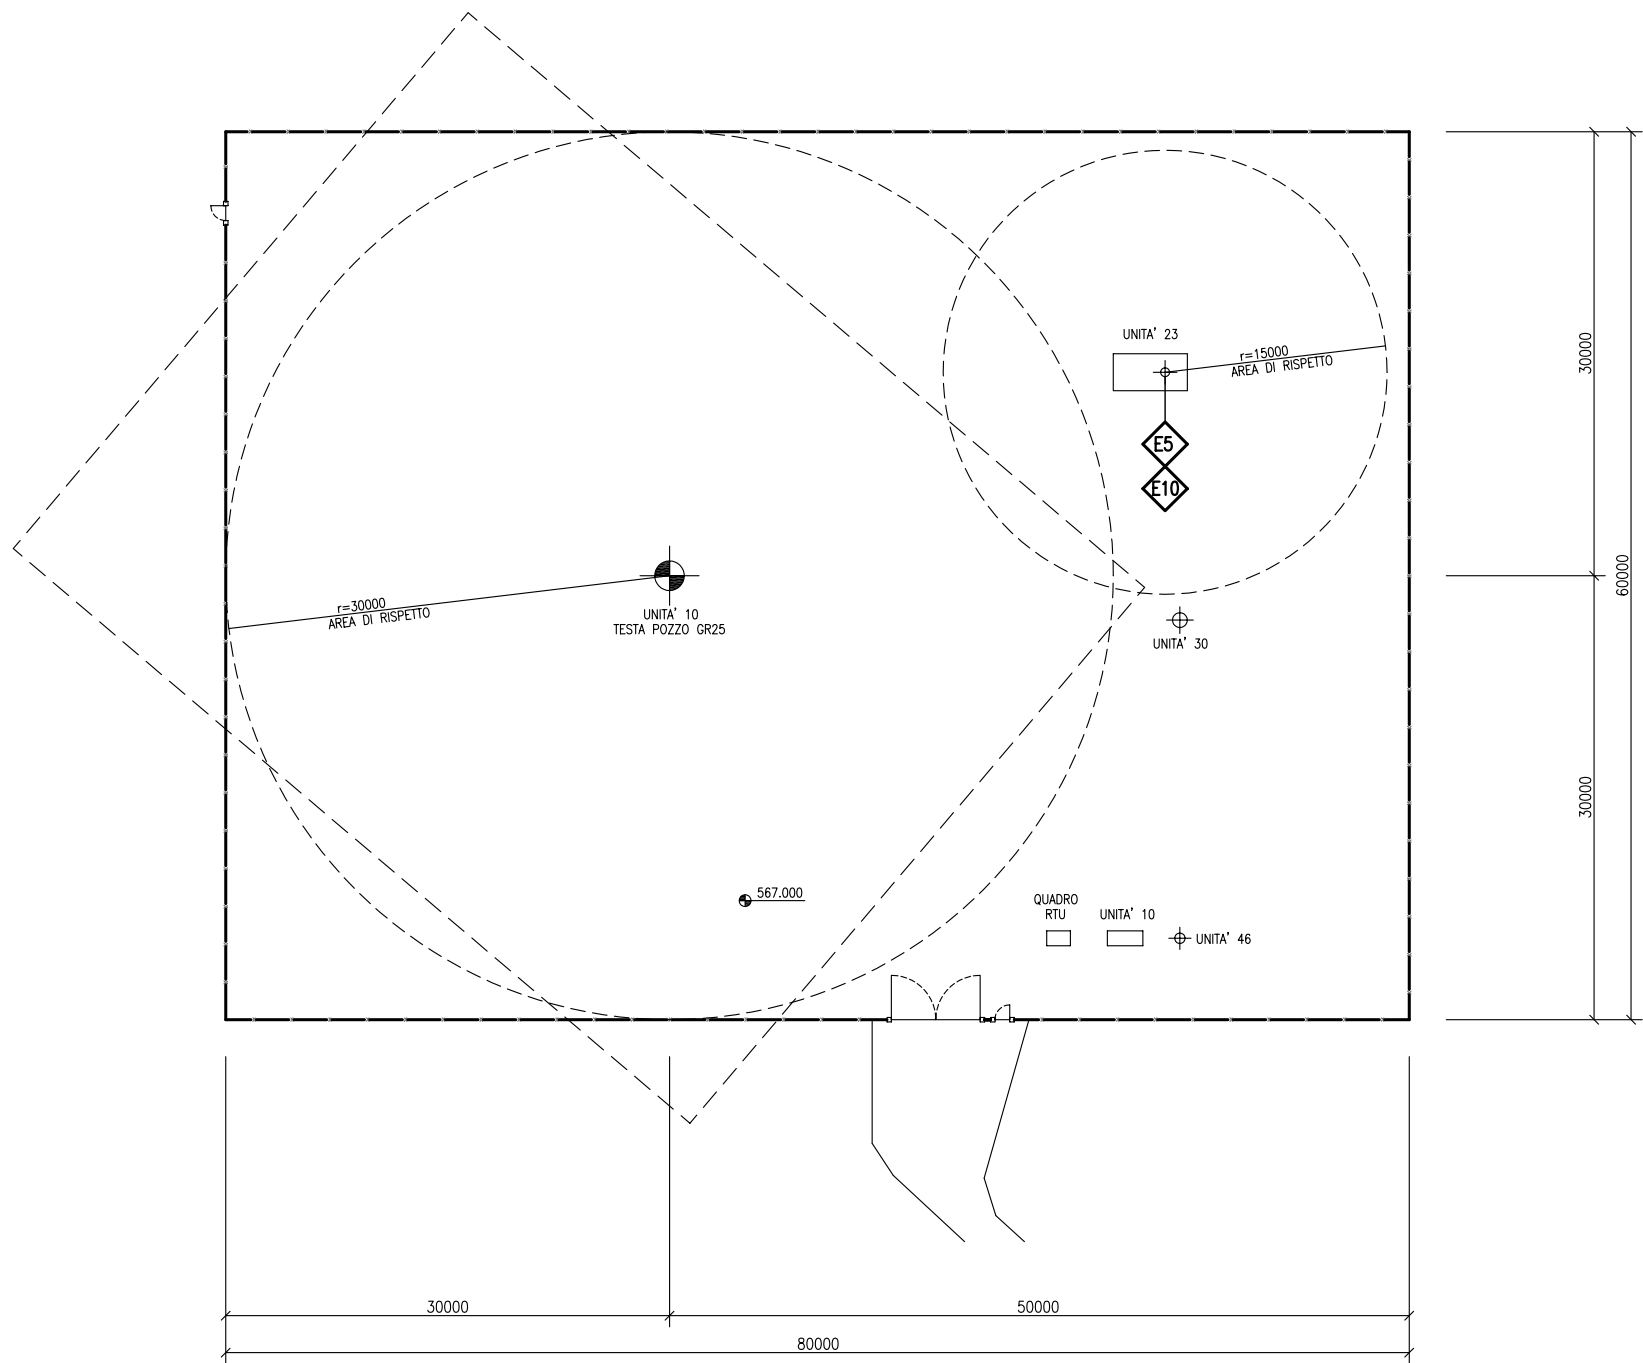 UNITA' 23
r=15000
AREA DI RISPETTO
E5
E10
r=30000
AREA DI RISPETTO
UNITA' 10
TESTA POZZO GR25
UNITA' 30
567.000
QUADRO
RTU
UNITA' 10
UNITA' 46
30000
60000
30000
30000
50000
80000